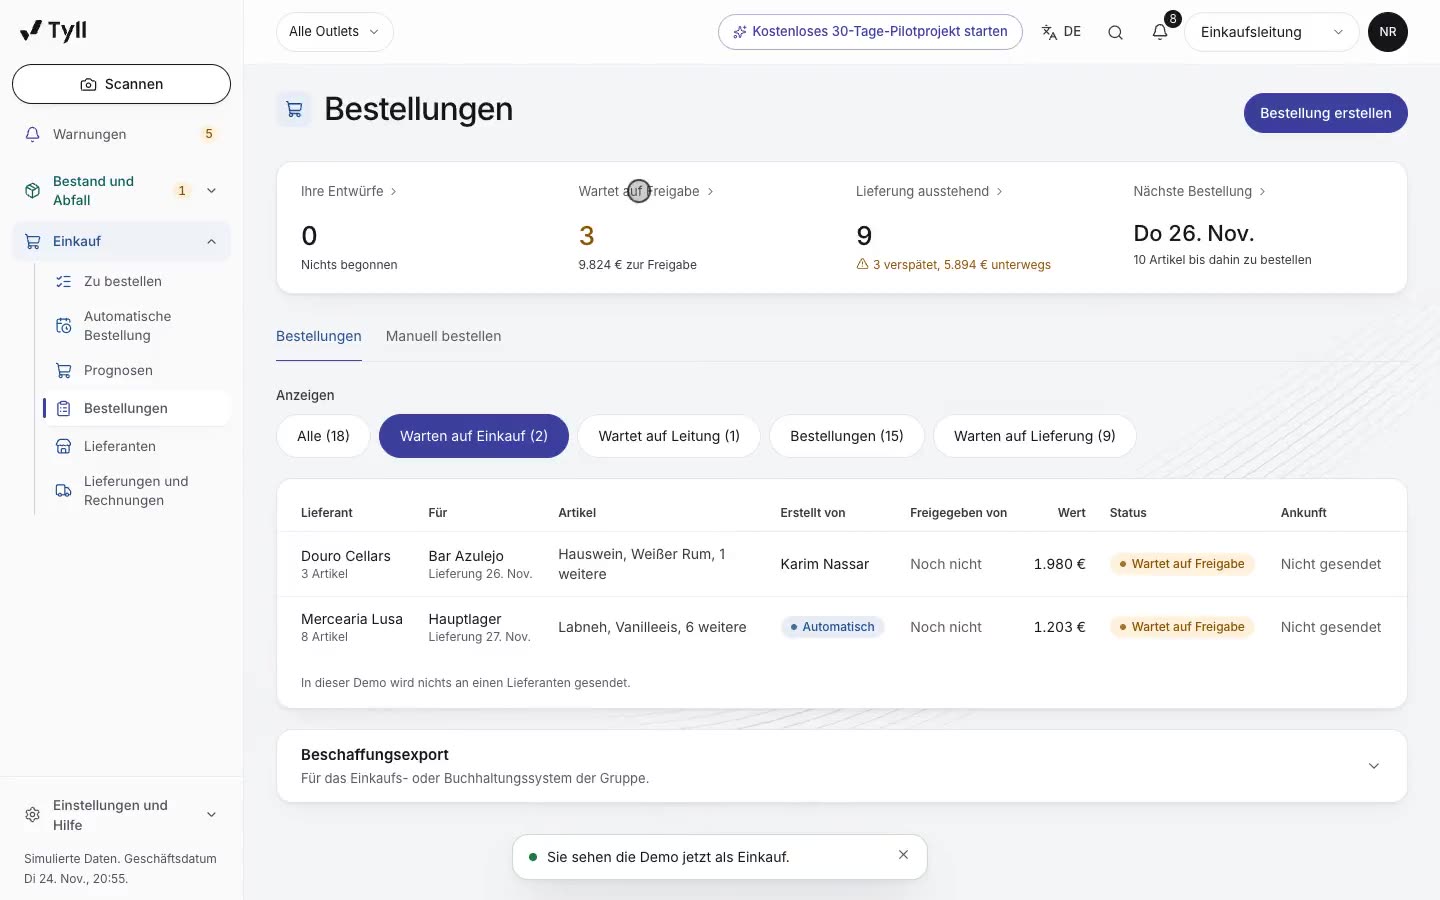 Tyll
Alle Outlets
Kostenloses 30-Tage-Pilotprojekt starten
DE
8
Einkaufsleitung
NR
Scannen
Warnungen
5
Bestand und
Abfall
1
Einkauf
Zu bestellen
Automatische
Bestellung
Prognosen
Bestellungen
Lieferanten
Lieferungen und
Rechnungen
Einstellungen und
Hilfe
Simulierte Daten. Geschäftsdatum
Di 24. Nov., 20:55.
Bestellungen
Bestellung erstellen
Ihre Entwürfe
0
Nichts begonnen
Wartet auf Freigabe
3
9.824 € zur Freigabe
Lieferung ausstehend
9
3 verspätet, 5.894 € unterwegs
Nächste Bestellung
Do 26. Nov.
10 Artikel bis dahin zu bestellen
Bestellungen
Manuell bestellen
Anzeigen
Alle (18)
Warten auf Einkauf (2)
Wartet auf Leitung (1)
Bestellungen (15)
Warten auf Lieferung (9)
Lieferant Für Artikel Erstellt von Freigegeben von Wert Status Ankunft
Douro Cellars
3 Artikel
Bar Azulejo
Lieferung 26. Nov.
Hauswein, Weißer Rum, 1
weitere
Karim Nassar
Noch nicht
1.980 €
Wartet auf Freigabe
Nicht gesendet
Mercearia Lusa
8 Artikel
Hauptlager
Lieferung 27. Nov.
Labneh, Vanilleeis, 6 weitere
Automatisch
Noch nicht
1.203 €
Wartet auf Freigabe
Nicht gesendet
In dieser Demo wird nichts an einen Lieferanten gesendet.
Beschaffungsexport
Für das Einkaufs- oder Buchhaltungssystem der Gruppe.
Sie sehen die Demo jetzt als Einkauf.